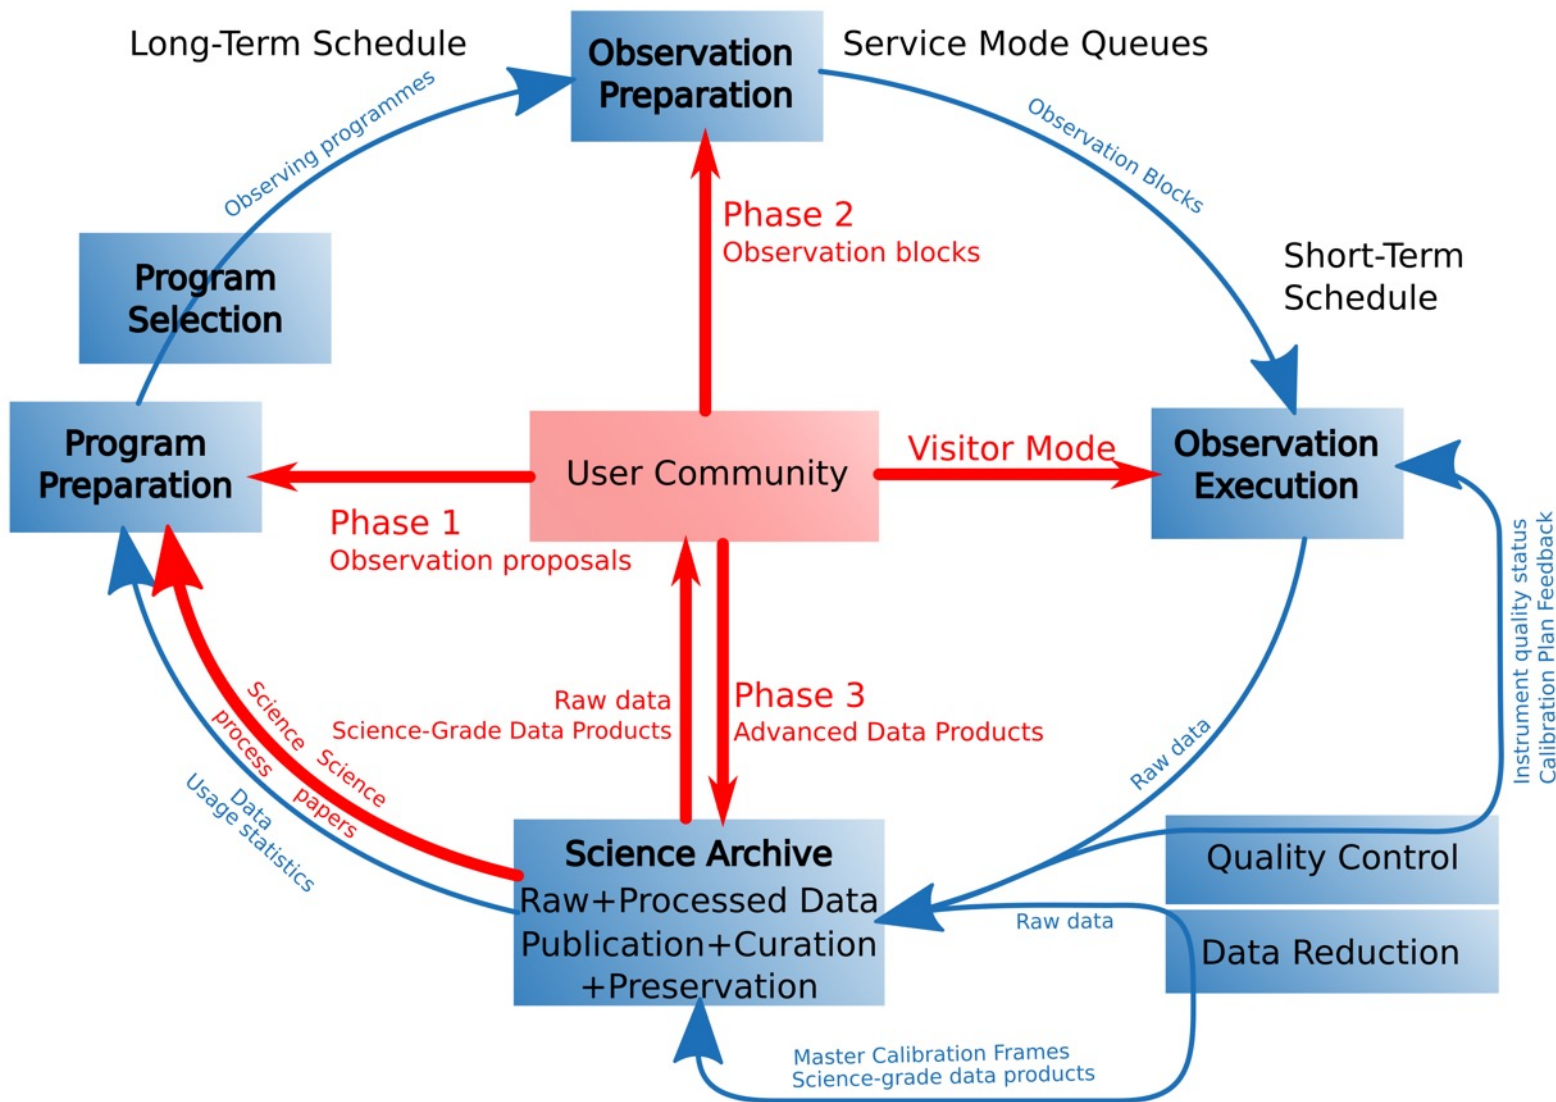 Long-Term Schedule
Observation
Preparation
Service Mode Queues
Observing programmes
Observation Blocks
Phase 2
Observation blocks
Short-Term
Schedule
Program
Selection
Program
Preparation
User Community
Visitor Mode
Observation
Execution
Phase 1
Observation proposals
Instrument quality status
Calibration Plan Feedback
Raw data
Science-Grade Data Products
Phase 3
Advanced Data Products
Science Science
process papers
Data
Usage statistics
Raw data
Science Archive
Raw+Processed Data
Publication+Curation
+Preservation
Quality Control
Raw data
Data Reduction
Master Calibration Frames
Science-grade data products